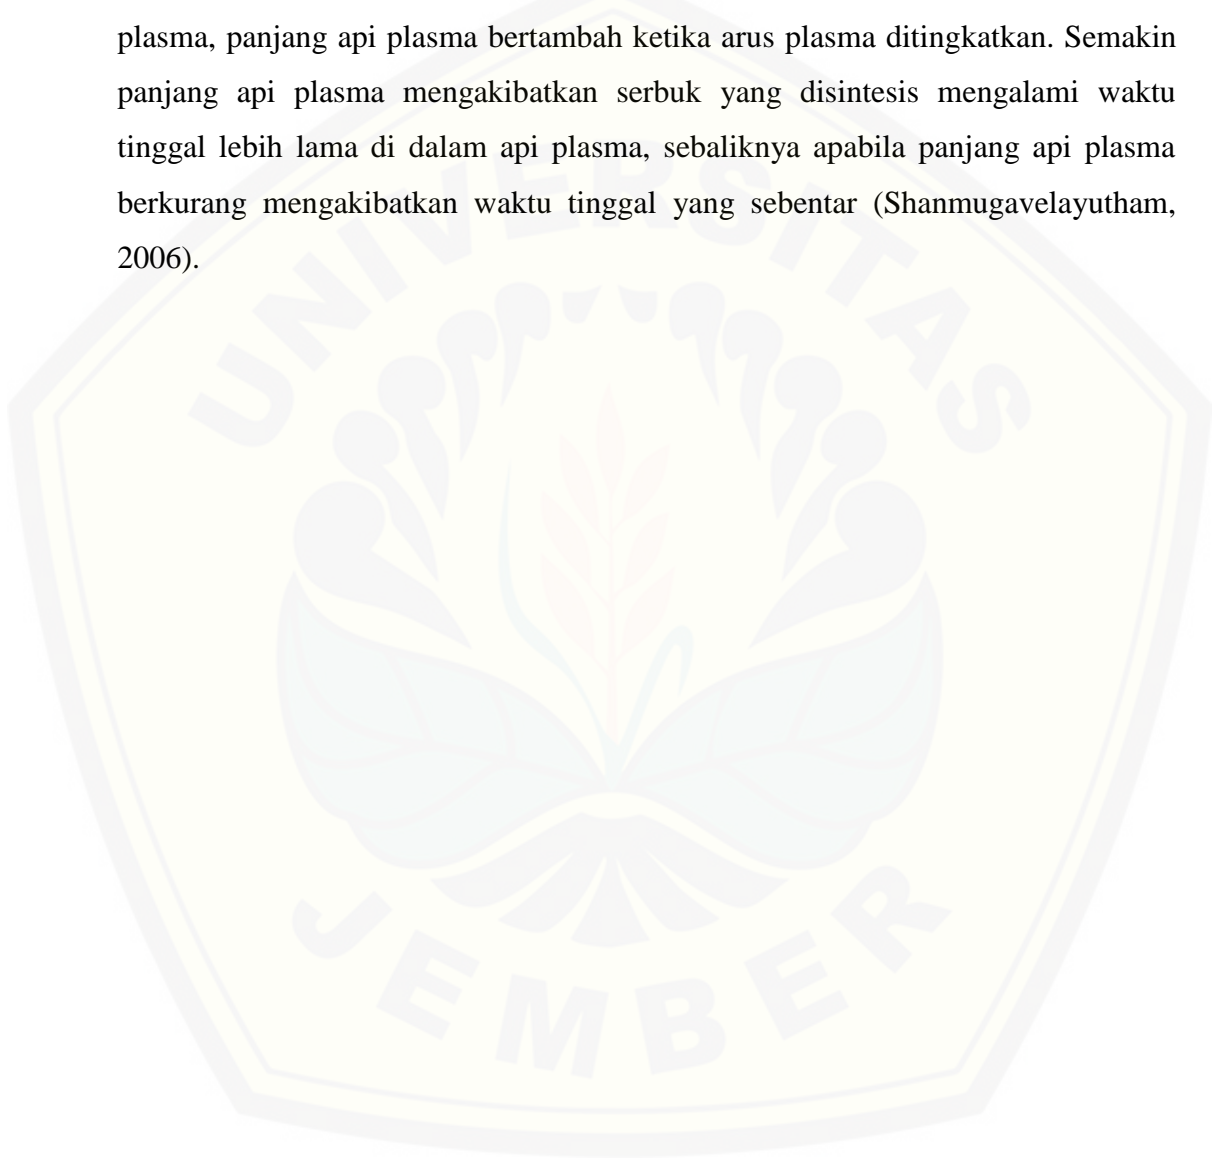 plasma, panjang api plasma bertambah ketika arus plasma ditingkatkan. Semakin
panjang api plasma mengakibatkan serbuk yang disintesis mengalami waktu
tinggal lebih lama di dalam api plasma, sebaliknya apabila panjang api plasma
berkurang mengakibatkan waktu tinggal yang sebentar (Shanmugavelayutham,
2006).
UNIVERSITAS
JEMBER